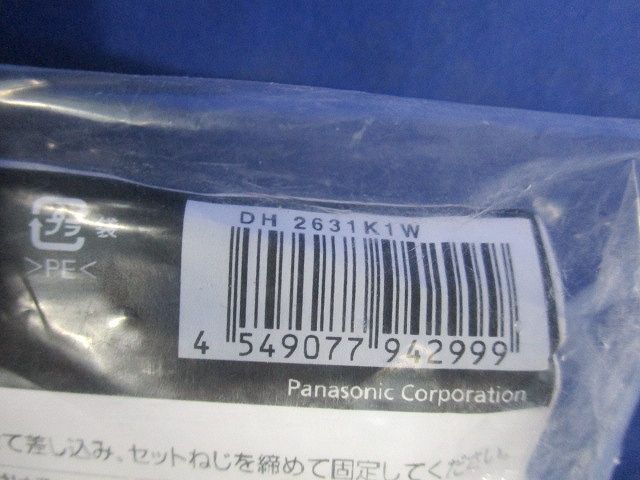 DH 2631K1W
プラ 袋
>PE<
4 549077 942999
Panasonic Corporation
て差し込み、セットねじを締めて固定してください。